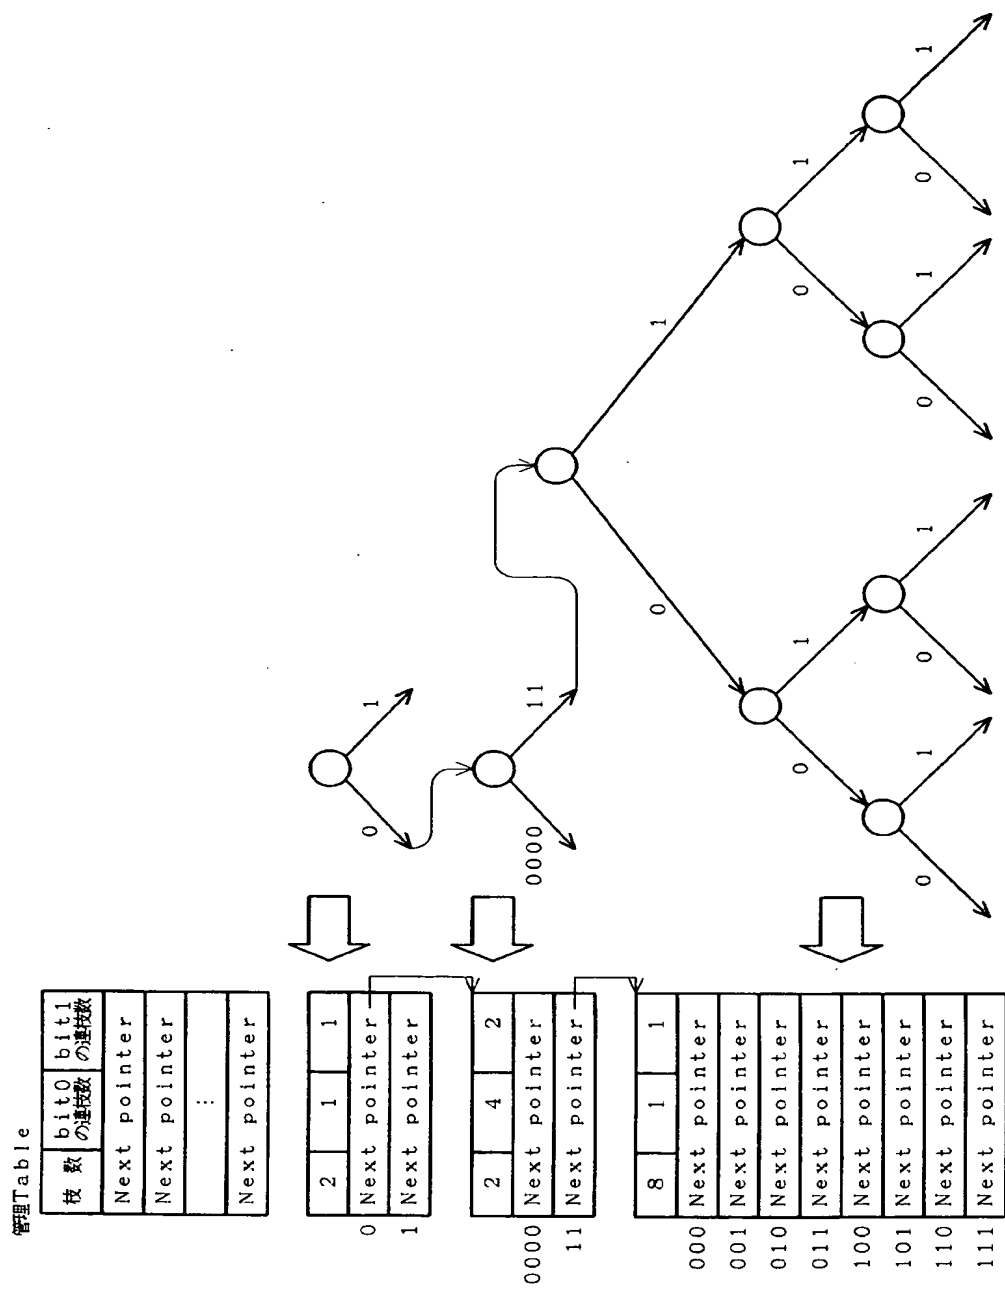 管理Table
枝 数 bit0の連枝数 bit1の連枝数
Next pointer
Next pointer
⋮
Next pointer
2 1 1
0 Next pointer
1 Next pointer
2 4 2
0000 Next pointer
11 Next pointer
8 1 1
000 Next pointer
001 Next pointer
010 Next pointer
011 Next pointer
100 Next pointer
101 Next pointer
110 Next pointer
111 Next pointer
0 1
0000 11
0 1
0 1 0 1
0 1 0 1 0 1 0 1